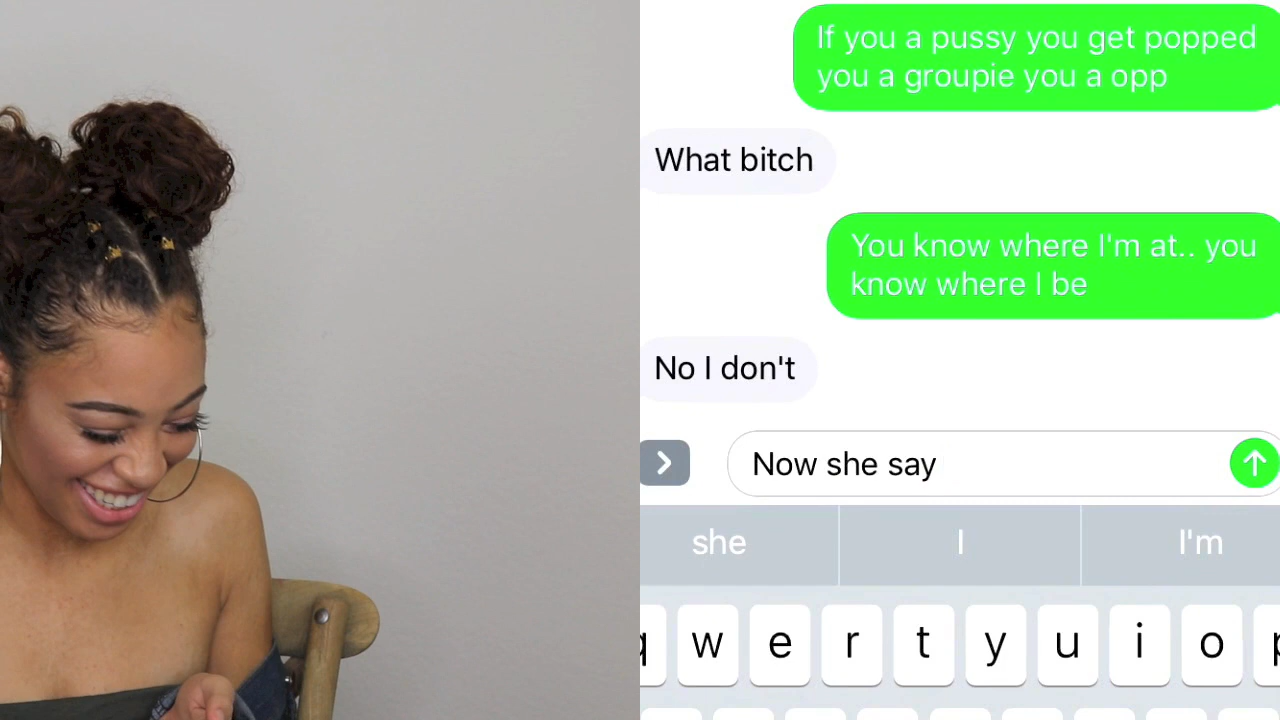 If you a pussy you get popped
you a groupie you a opp
What bitch
You know where I'm at.. you
know where I be
No I don't
Now she say
she I I'm
q w e r t y u i o p